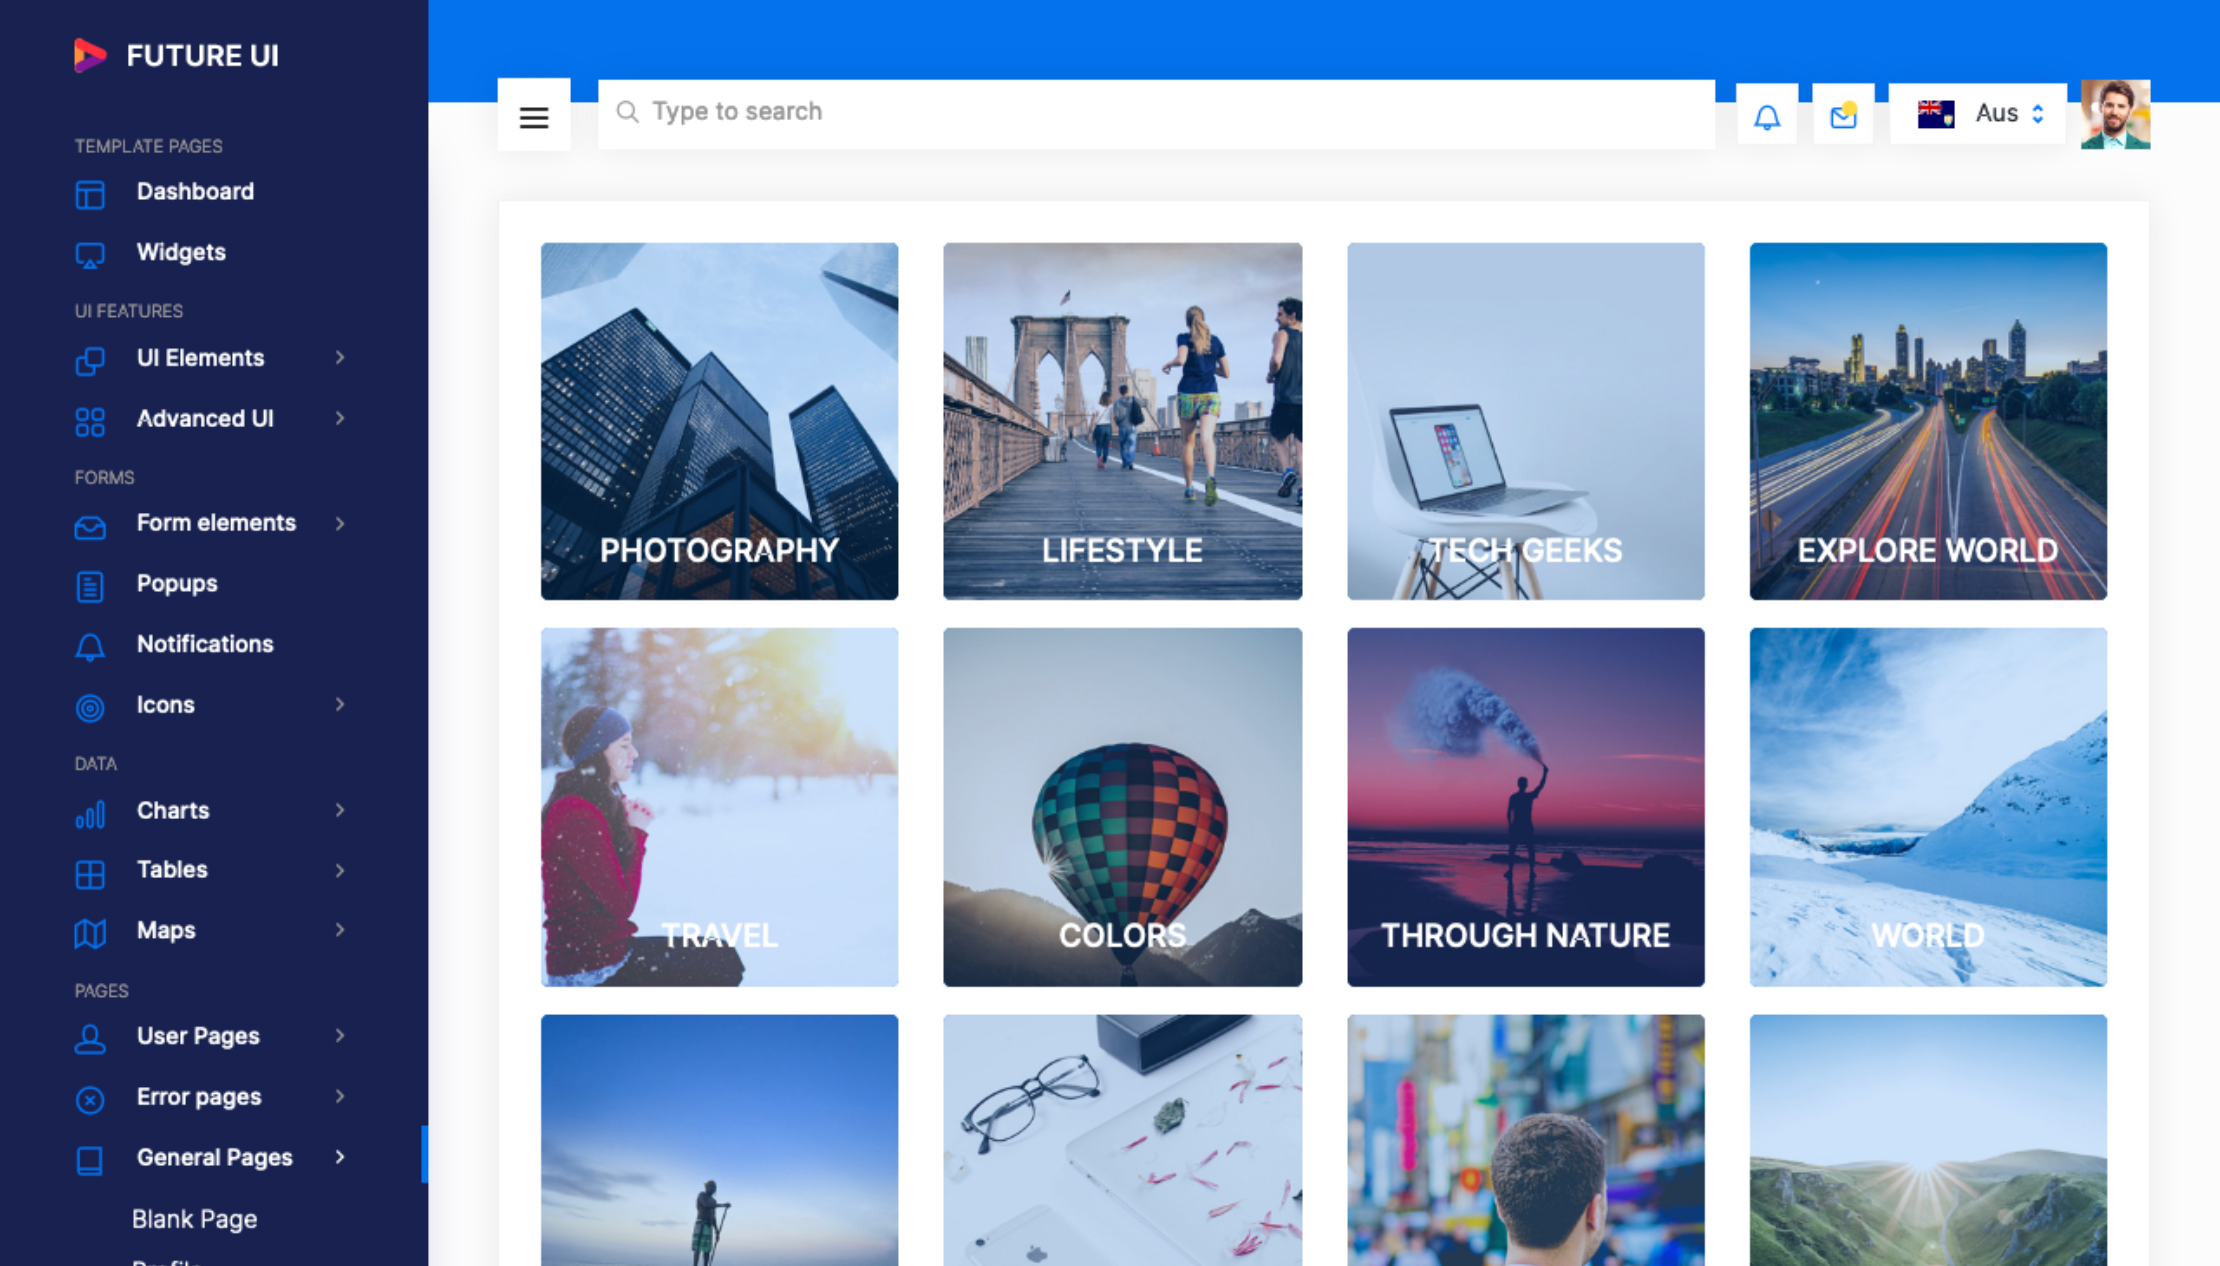 FUTURE UI
TEMPLATE PAGES
Dashboard
Widgets
UI FEATURES
UI Elements
Advanced UI
FORMS
Form elements
Popups
Notifications
Icons
DATA
Charts
Tables
Maps
PAGES
User Pages
Error pages
General Pages
Blank Page
Type to search
Aus
PHOTOGRAPHY
LIFESTYLE
TECH GEEKS
EXPLORE WORLD
TRAVEL
COLORS
THROUGH NATURE
WORLD